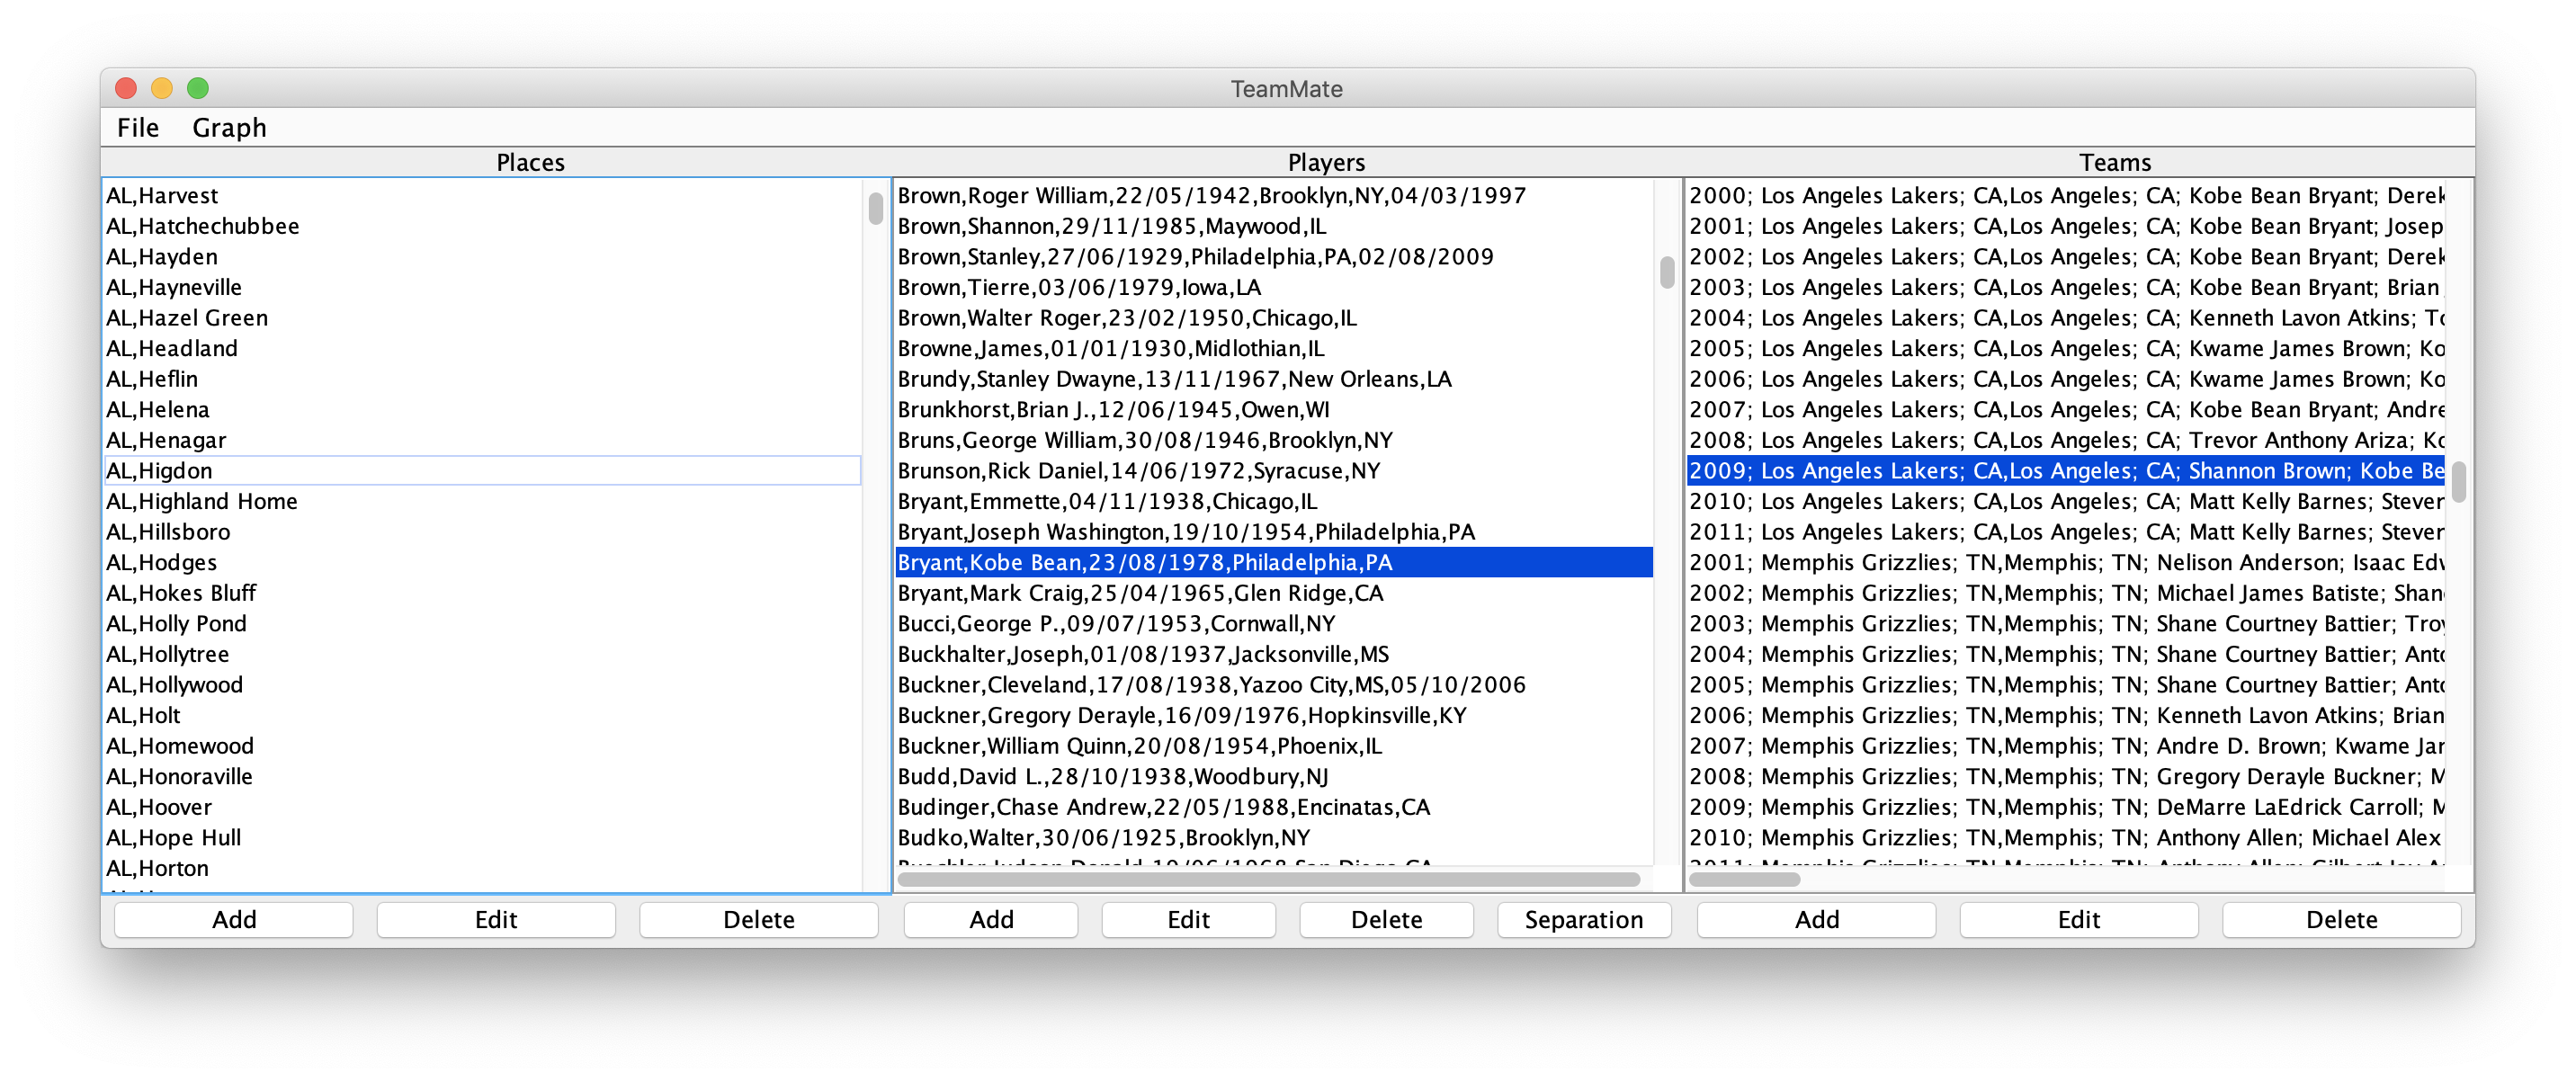 TeamMate
File Graph
Places
AL,Harvest
AL,Hatchechubbee
AL,Hayden
AL,Hayneville
AL,Hazel Green
AL,Headland
AL,Heflin
AL,Helena
AL,Henagar
AL,Higdon
AL,Highland Home
AL,Hillsboro
AL,Hodges
AL,Hokes Bluff
AL,Holly Pond
AL,Hollytree
AL,Hollywood
AL,Holt
AL,Homewood
AL,Honoraville
AL,Hoover
AL,Hope Hull
AL,Horton
Add Edit Delete
Players
Brown,Roger William,22/05/1942,Brooklyn,NY,04/03/1997
Brown,Shannon,29/11/1985,Maywood,IL
Brown,Stanley,27/06/1929,Philadelphia,PA,02/08/2009
Brown,Tierre,03/06/1979,Iowa,LA
Brown,Walter Roger,23/02/1950,Chicago,IL
Browne,James,01/01/1930,Midlothian,IL
Brundy,Stanley Dwayne,13/11/1967,New Orleans,LA
Brunkhorst,Brian J.,12/06/1945,Owen,WI
Bruns,George William,30/08/1946,Brooklyn,NY
Brunson,Rick Daniel,14/06/1972,Syracuse,NY
Bryant,Emmette,04/11/1938,Chicago,IL
Bryant,Joseph Washington,19/10/1954,Philadelphia,PA
Bryant,Kobe Bean,23/08/1978,Philadelphia,PA
Bryant,Mark Craig,25/04/1965,Glen Ridge,CA
Bucci,George P.,09/07/1953,Cornwall,NY
Buckhalter,Joseph,01/08/1937,Jacksonville,MS
Buckner,Cleveland,17/08/1938,Yazoo City,MS,05/10/2006
Buckner,Gregory Derayle,16/09/1976,Hopkinsville,KY
Buckner,William Quinn,20/08/1954,Phoenix,IL
Budd,David L.,28/10/1938,Woodbury,NJ
Budinger,Chase Andrew,22/05/1988,Encinatas,CA
Budko,Walter,30/06/1925,Brooklyn,NY
Add Edit Delete Separation
Teams
2000; Los Angeles Lakers; CA,Los Angeles; CA; Kobe Bean Bryant; Derek
2001; Los Angeles Lakers; CA,Los Angeles; CA; Kobe Bean Bryant; Josep
2002; Los Angeles Lakers; CA,Los Angeles; CA; Kobe Bean Bryant; Derek
2003; Los Angeles Lakers; CA,Los Angeles; CA; Kobe Bean Bryant; Brian
2004; Los Angeles Lakers; CA,Los Angeles; CA; Kenneth Lavon Atkins; To
2005; Los Angeles Lakers; CA,Los Angeles; CA; Kwame James Brown; Ko
2006; Los Angeles Lakers; CA,Los Angeles; CA; Kwame James Brown; Ko
2007; Los Angeles Lakers; CA,Los Angeles; CA; Kobe Bean Bryant; Andre
2008; Los Angeles Lakers; CA,Los Angeles; CA; Trevor Anthony Ariza; Ko
2009; Los Angeles Lakers; CA,Los Angeles; CA; Shannon Brown; Kobe Be
2010; Los Angeles Lakers; CA,Los Angeles; CA; Matt Kelly Barnes; Steven
2011; Los Angeles Lakers; CA,Los Angeles; CA; Matt Kelly Barnes; Steven
2001; Memphis Grizzlies; TN,Memphis; TN; Nelison Anderson; Isaac Edw
2002; Memphis Grizzlies; TN,Memphis; TN; Michael James Batiste; Shan
2003; Memphis Grizzlies; TN,Memphis; TN; Shane Courtney Battier; Troy
2004; Memphis Grizzlies; TN,Memphis; TN; Shane Courtney Battier; Anto
2005; Memphis Grizzlies; TN,Memphis; TN; Shane Courtney Battier; Anto
2006; Memphis Grizzlies; TN,Memphis; TN; Kenneth Lavon Atkins; Brian
2007; Memphis Grizzlies; TN,Memphis; TN; Andre D. Brown; Kwame Jar
2008; Memphis Grizzlies; TN,Memphis; TN; Gregory Derayle Buckner; M
2009; Memphis Grizzlies; TN,Memphis; TN; DeMarre LaEdrick Carroll; M
2010; Memphis Grizzlies; TN,Memphis; TN; Anthony Allen; Michael Alex
Add Edit Delete